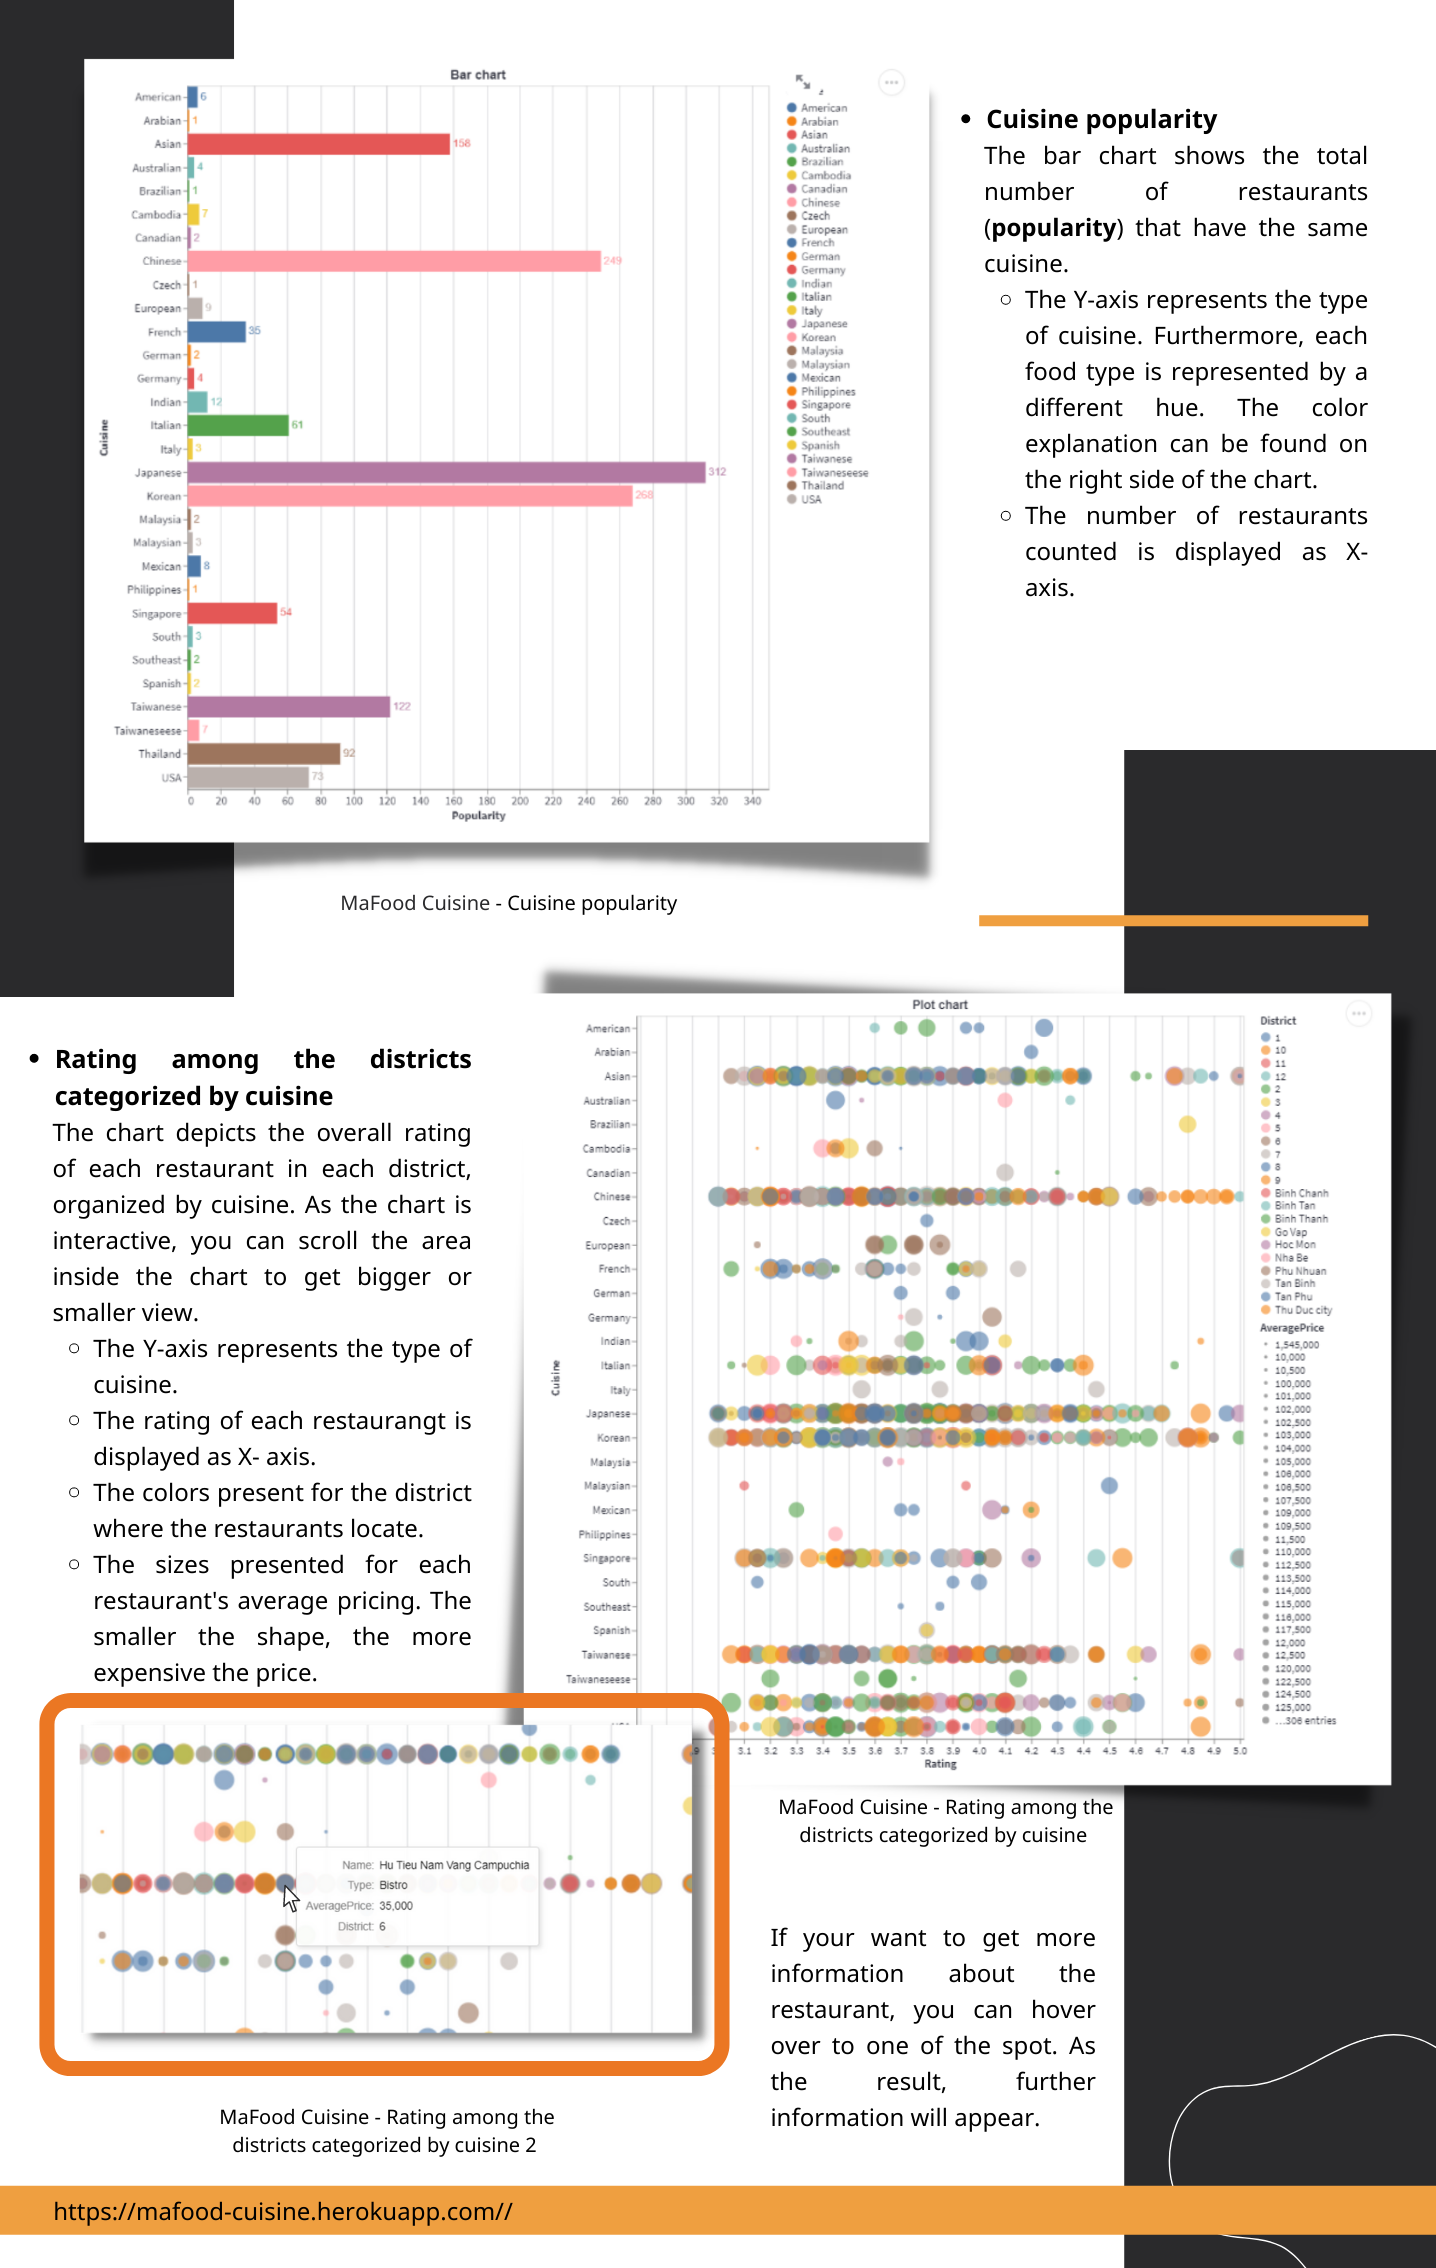 Bar chart
American 6
Arabian 1
Asian 158
Australian 4
Brazilian 1
Cambodia 7
Canadian 2
Chinese 249
Czech 1
European 9
French 35
German 2
Germany 4
Indian 12
Italian 61
Italy 3
Japanese 312
Korean 268
Malaysia 2
Malaysian 3
Mexican 8
Philippines 1
Singapore 54
South 3
Southeast 2
Spanish 2
Taiwanese 122
Taiwaneseese 7
Thailand 92
USA 73
Cuisine
0 20 40 60 80 100 120 140 160 180 200 220 240 260 280 300 320 340
Popularity
American
Arabian
Asian
Australian
Brazilian
Cambodia
Canadian
Chinese
Czech
European
French
German
Germany
Indian
Italian
Italy
Japanese
Korean
Malaysia
Malaysian
Mexican
Philippines
Singapore
South
Southeast
Spanish
Taiwanese
Taiwaneseese
Thailand
USA
• Cuisine popularity
The bar chart shows the total
number of restaurants
(popularity) that have the same
cuisine.
○ The Y-axis represents the type
of cuisine. Furthermore, each
food type is represented by a
different hue. The color
explanation can be found on
the right side of the chart.
○ The number of restaurants
counted is displayed as X-
axis.
MaFood Cuisine - Cuisine popularity
• Rating among the districts
categorized by cuisine
The chart depicts the overall rating
of each restaurant in each district,
organized by cuisine. As the chart is
interactive, you can scroll the area
inside the chart to get bigger or
smaller view.
○ The Y-axis represents the type of
cuisine.
○ The rating of each restaurangt is
displayed as X- axis.
○ The colors present for the district
where the restaurants locate.
○ The sizes presented for each
restaurant's average pricing. The
smaller the shape, the more
expensive the price.
Plot chart
American
Arabian
Asian
Australian
Brazilian
Cambodia
Canadian
Chinese
Czech
European
French
German
Germany
Indian
Italian
Italy
Japanese
Korean
Malaysia
Malaysian
Mexican
Philippines
Singapore
South
Southeast
Spanish
Taiwanese
Taiwaneseese
Cuisine
3.1 3.2 3.3 3.4 3.5 3.6 3.7 3.8 3.9 4.0 4.1 4.2 4.3 4.4 4.5 4.6 4.7 4.8 4.9 5.0
Rating
District
1
10
11
12
2
3
4
5
6
7
8
9
Binh Chanh
Binh Tan
Binh Thanh
Go Vap
Hoc Mon
Nha Be
Phu Nhuan
Tan Binh
Tan Phu
Thu Duc city
AveragePrice
1,545,000
10,000
10,500
100,000
101,000
102,000
102,500
103,000
104,000
105,000
106,000
106,500
107,500
109,000
109,500
11,500
110,000
112,500
113,500
114,000
115,000
116,000
117,500
12,000
12,500
120,000
122,500
124,500
125,000
...306 entries
MaFood Cuisine - Rating among the
districts categorized by cuisine
Name: Hu Tieu Nam Vang Campuchia
Type: Bistro
AveragePrice: 35,000
District: 6
MaFood Cuisine - Rating among the
districts categorized by cuisine 2
If your want to get more
information about the
restaurant, you can hover
over to one of the spot. As
the result, further
information will appear.
https://mafood-cuisine.herokuapp.com//